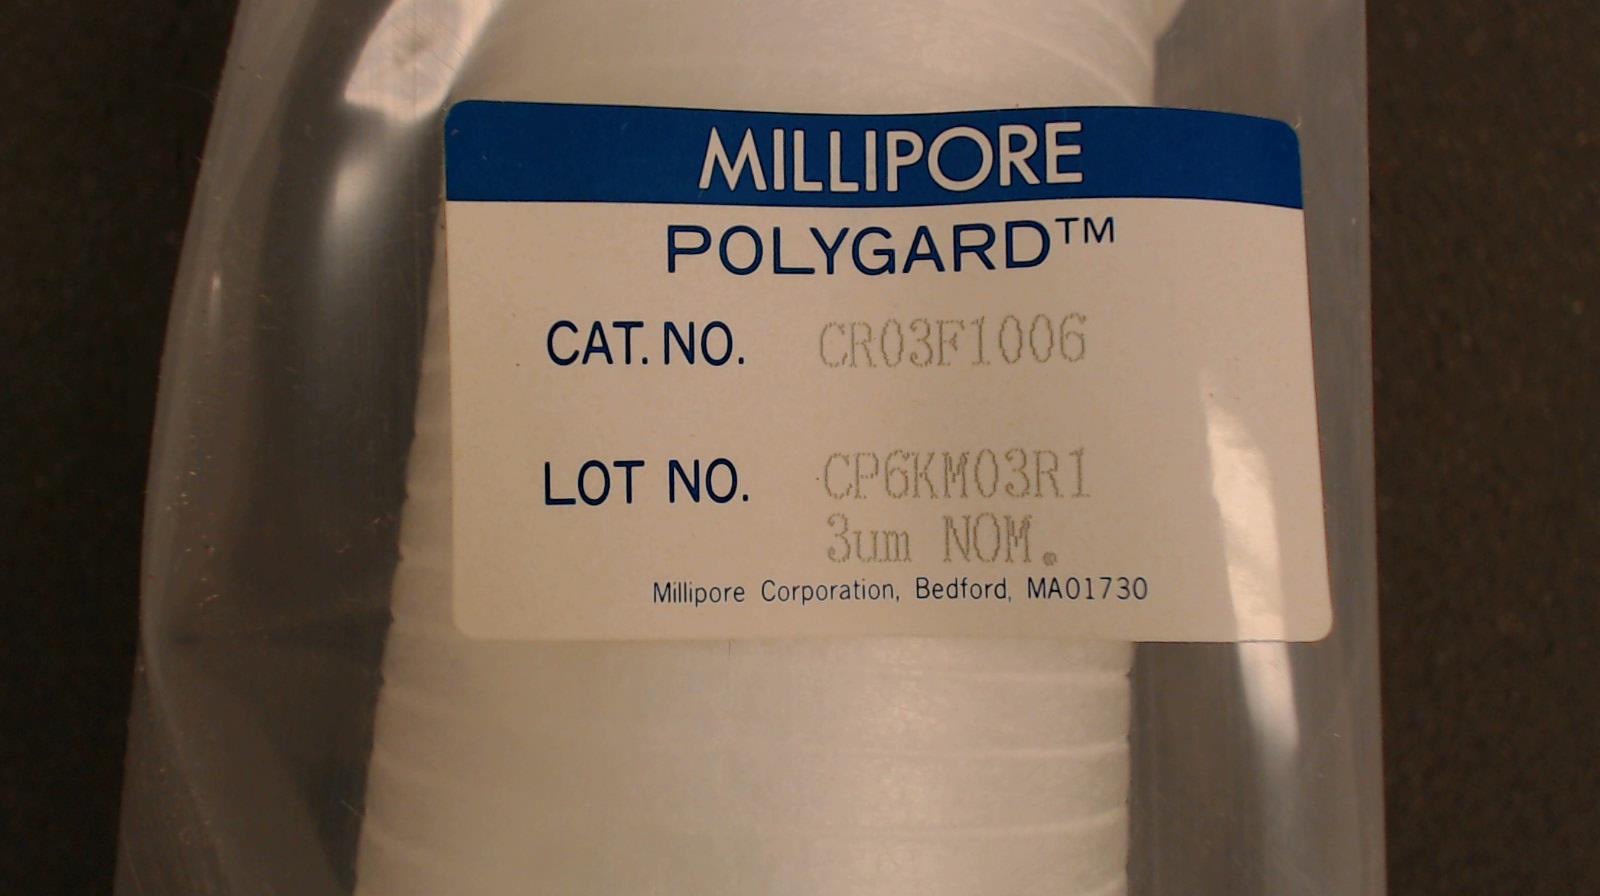 MILLIPORE
POLYGARD™
CAT. NO. CR03F1006
LOT NO. CP6KM03R1
3um NOM.
Millipore Corporation, Bedford, MA01730